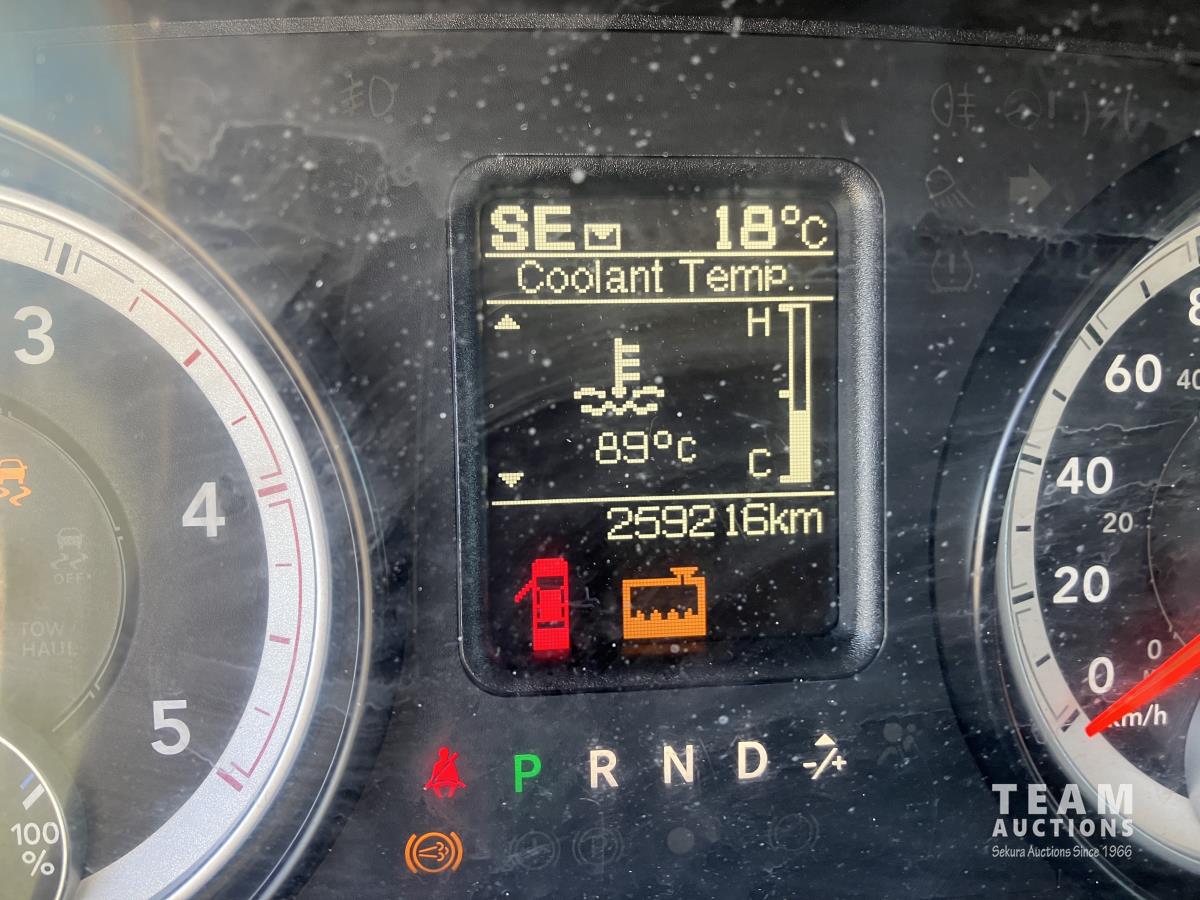 SE 18°C
Coolant Temp.
H
89°c
C
259216km
3
4
5
OFF
TOW
HAUL
100
%
P R N D -/+
60
40
20
20
0
0
km/h
TEAM
AUCTIONS
Sekura Auctions Since 1966